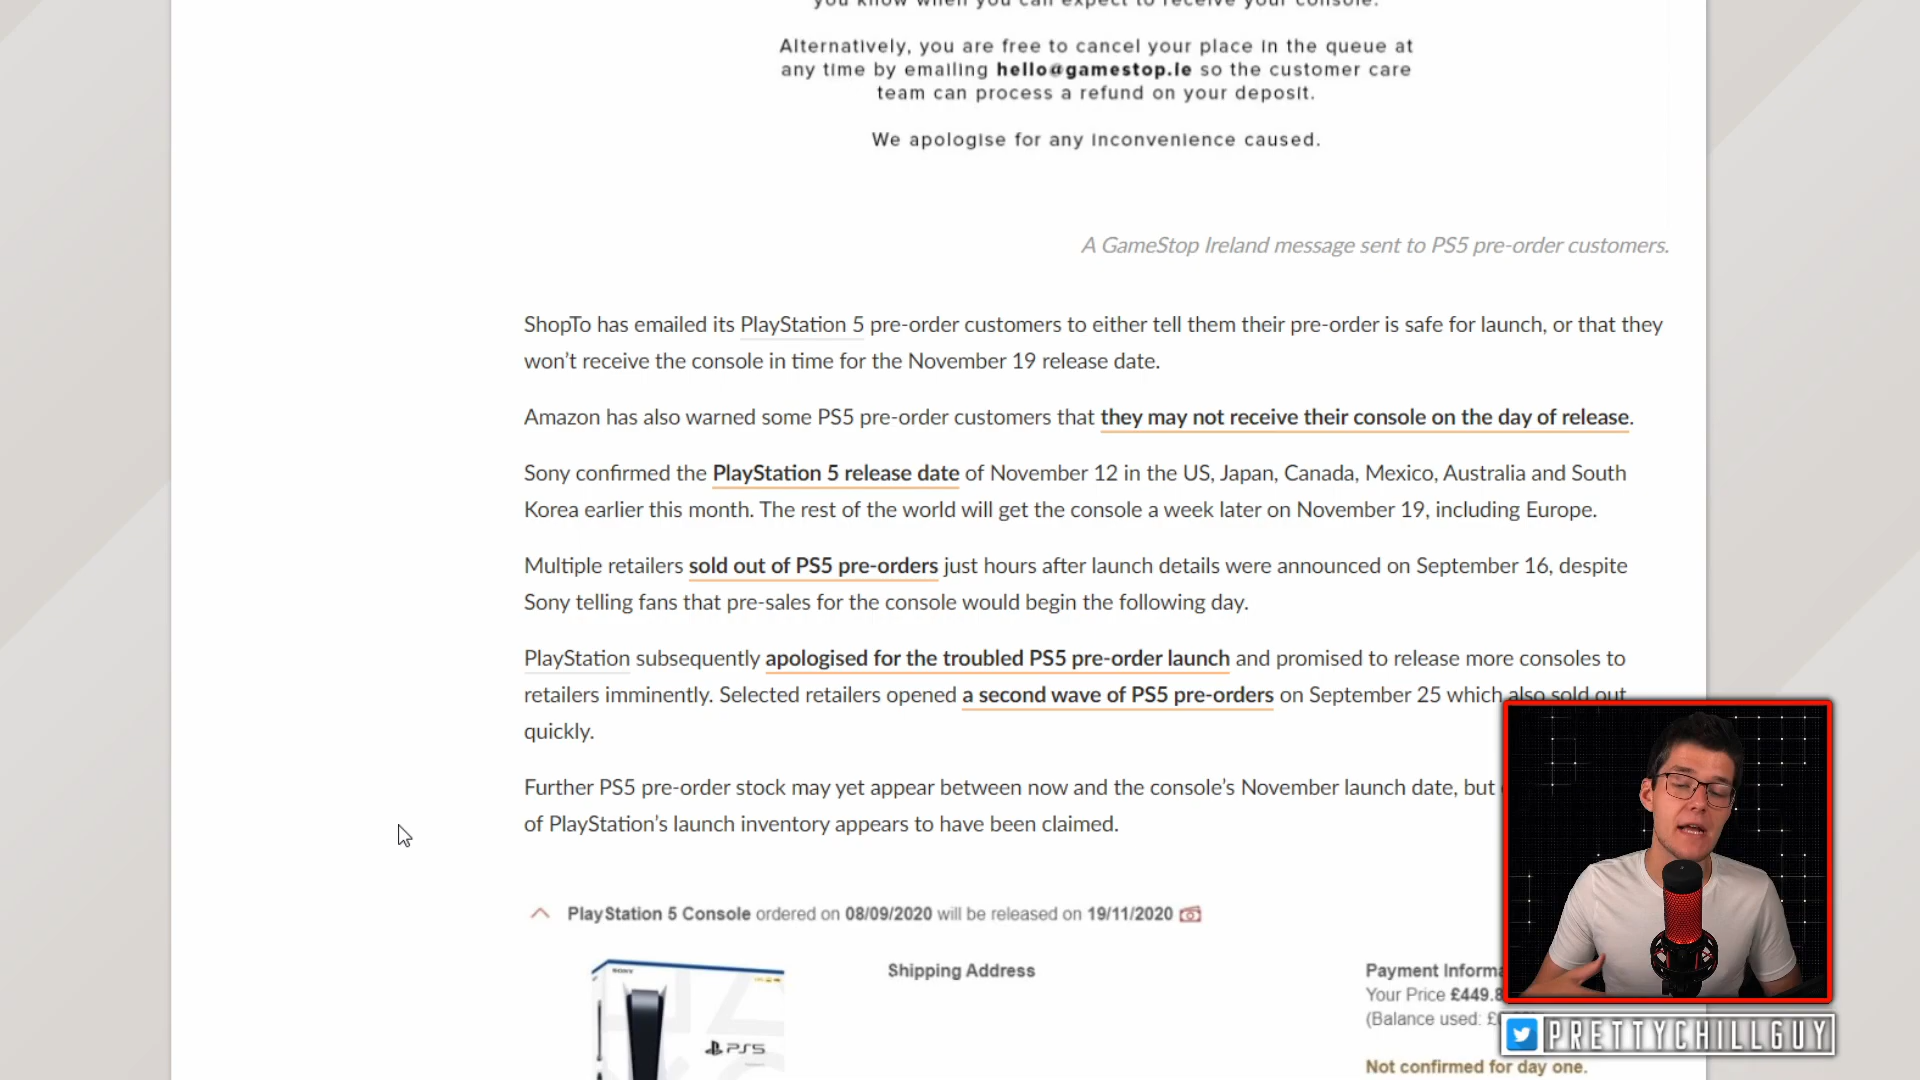 you know when you can expect to receive your console.
Alternatively, you are free to cancel your place in the queue at
any time by emailing hello@gamestop.ie so the customer care
team can process a refund on your deposit.
We apologise for any inconvenience caused.
A GameStop Ireland message sent to PS5 pre-order customers.
ShopTo has emailed its PlayStation 5 pre-order customers to either tell them their pre-order is safe for launch, or that they
won’t receive the console in time for the November 19 release date.
Amazon has also warned some PS5 pre-order customers that they may not receive their console on the day of release.
Sony confirmed the PlayStation 5 release date of November 12 in the US, Japan, Canada, Mexico, Australia and South
Korea earlier this month. The rest of the world will get the console a week later on November 19, including Europe.
Multiple retailers sold out of PS5 pre-orders just hours after launch details were announced on September 16, despite
Sony telling fans that pre-sales for the console would begin the following day.
PlayStation subsequently apologised for the troubled PS5 pre-order launch and promised to release more consoles to
retailers imminently. Selected retailers opened a second wave of PS5 pre-orders on September 25 which also sold out
quickly.
Further PS5 pre-order stock may yet appear between now and the console’s November launch date, but
of PlayStation’s launch inventory appears to have been claimed.
PlayStation 5 Console ordered on 08/09/2020 will be released on 19/11/2020
SONY
PS5
Shipping Address
Payment Informa
Your Price £449.8
(Balance used: £
Not confirmed for day one.
PRETTYCHILLGUY